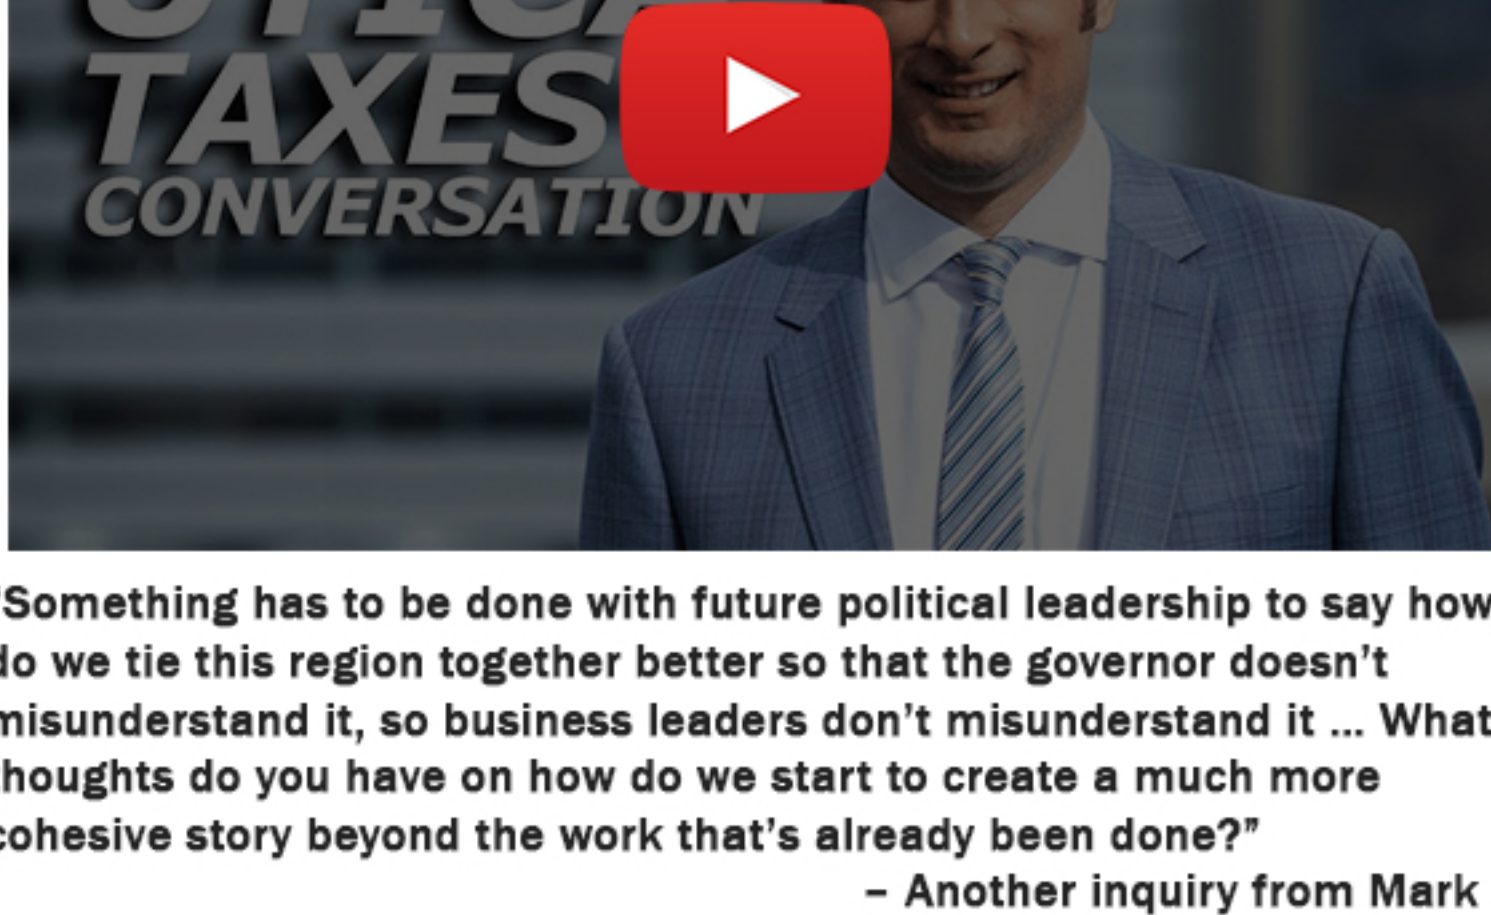 UTICA
TAXES
CONVERSATION
"Something has to be done with future political leadership to say how
do we tie this region together better so that the governor doesn’t
misunderstand it, so business leaders don’t misunderstand it ... What
thoughts do you have on how do we start to create a much more
cohesive story beyond the work that’s already been done?”
– Another inquiry from Mark